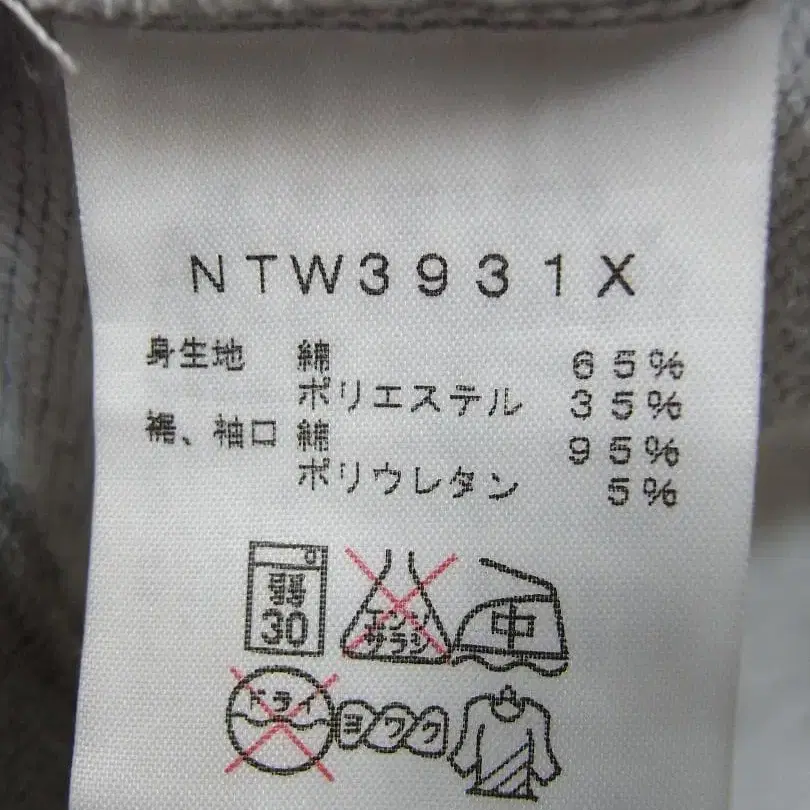 NTW3931X
身生地 綿 65%
ポリエステル 35%
裾、袖口 綿 95%
ポリウレタン 5%
弱
30
エンソ
サラシ
中
ドライ
ヨワク